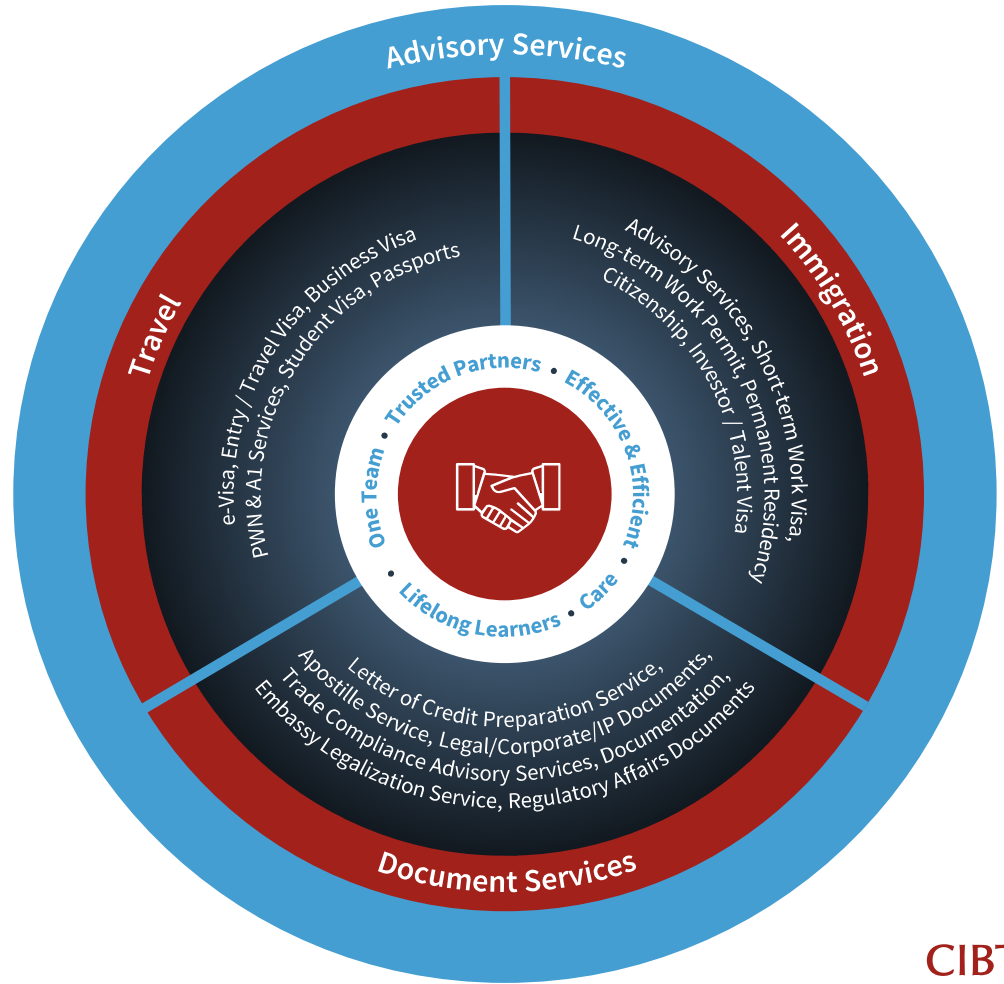 Advisory Services
Travel
e-Visa, Entry / Travel Visa, Business Visa
PWN & A1 Services, Student Visa, Passports
Immigration
Advisory Services, Short-term Work Visa,
Long-term Work Permit, Permanent Residency
Citizenship, Investor / Talent Visa
One Team • Trusted Partners • Effective & Efficient • Care • Lifelong Learners •
Letter of Credit Preparation Service,
Apostille Service, Legal/Corporate/IP Documents,
Trade Compliance Advisory Services, Documentation,
Embassy Legalization Service, Regulatory Affairs Documents
Document Services
CIBT